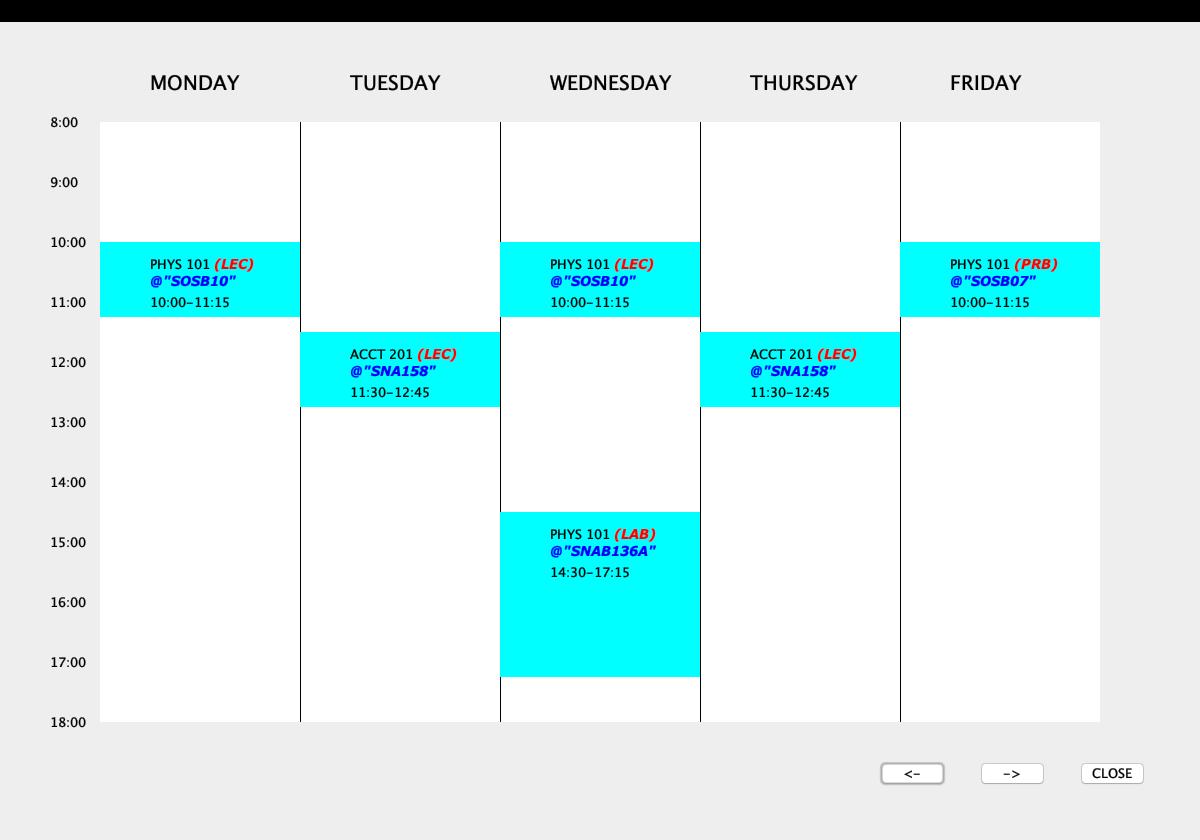 MONDAY TUESDAY WEDNESDAY THURSDAY FRIDAY
8:00
9:00
10:00
PHYS 101 (LEC)
@"SOSB10"
10:00-11:15
PHYS 101 (LEC)
@"SOSB10"
10:00-11:15
PHYS 101 (PRB)
@"SOSB07"
10:00-11:15
11:00
ACCT 201 (LEC)
@"SNA158"
11:30-12:45
ACCT 201 (LEC)
@"SNA158"
11:30-12:45
12:00
13:00
14:00
PHYS 101 (LAB)
@"SNAB136A"
14:30-17:15
15:00
16:00
17:00
18:00
<- -> CLOSE